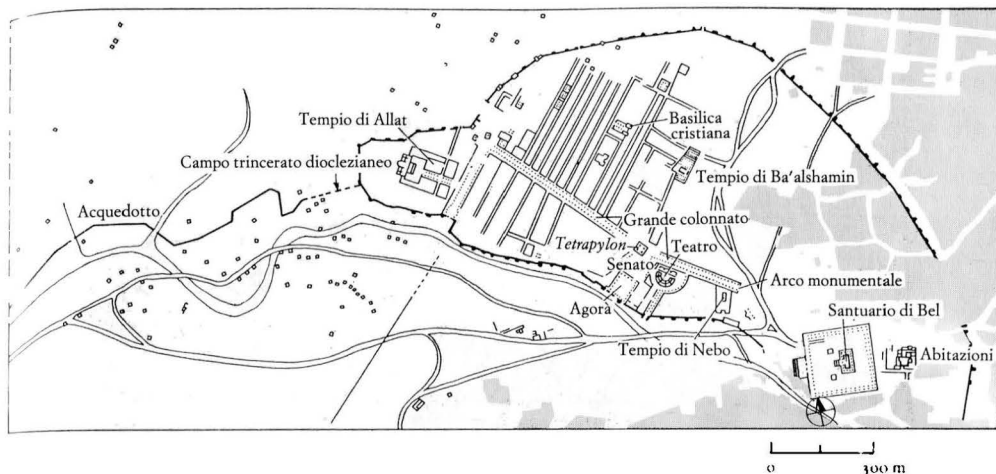 Tempio di Allat
Campo trincerato dioclezianeo
Acquedotto
Basilica
cristiana
Tempio di Ba'alshamin
Grande colonnato
Tetrapylon
Teatro
Senato
Arco monumentale
Agorà
Santuario di Bel
Tempio di Nebo
Abitazioni
0 300 m